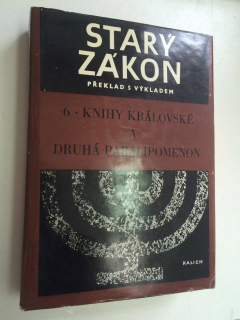 STARÝ
ZÁKON
PŘEKLAD S VÝKLADEM
6 - KNIHY KRÁLOVSKÉ
A
DRUHÁ PARALIPOMENON
KALICH